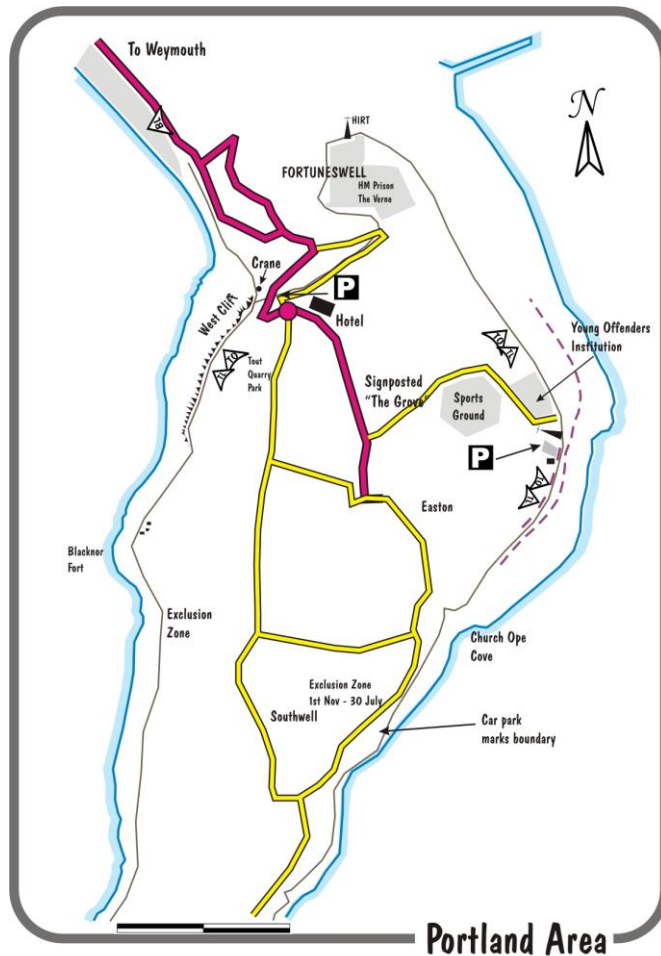 To Weymouth
N
78
HIRT
FORTUNESWELL
HM Prison
The Verne
Crane
P
West Clift
Hotel
Young Offenders
Institution
Tout
Quarry
Park
Signposted
"The Grove"
Sports
Ground
P
Easton
Blacknor
Fort
Exclusion
Zone
Church Ope
Cove
Exclusion Zone
1st Nov - 30 July
Southwell
Car park
marks boundary
Portland Area